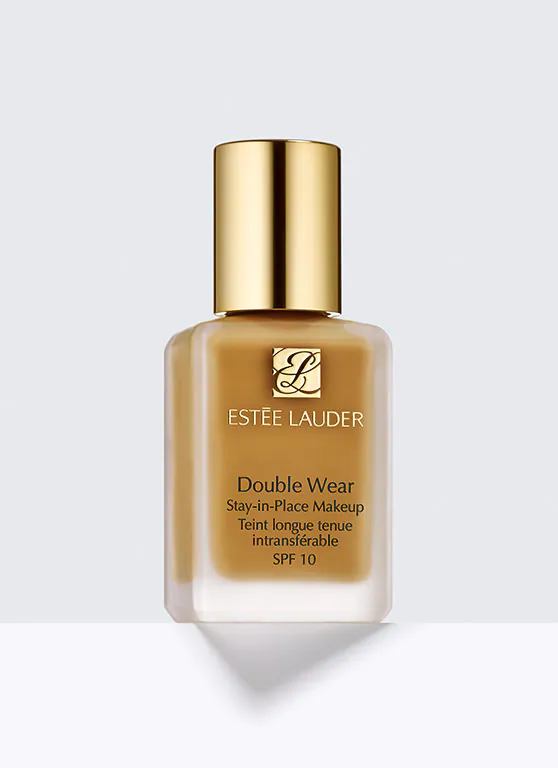 EL
ESTĒE LAUDER
Double Wear
Stay-in-Place Makeup
Teint longue tenue
intransférable
SPF 10